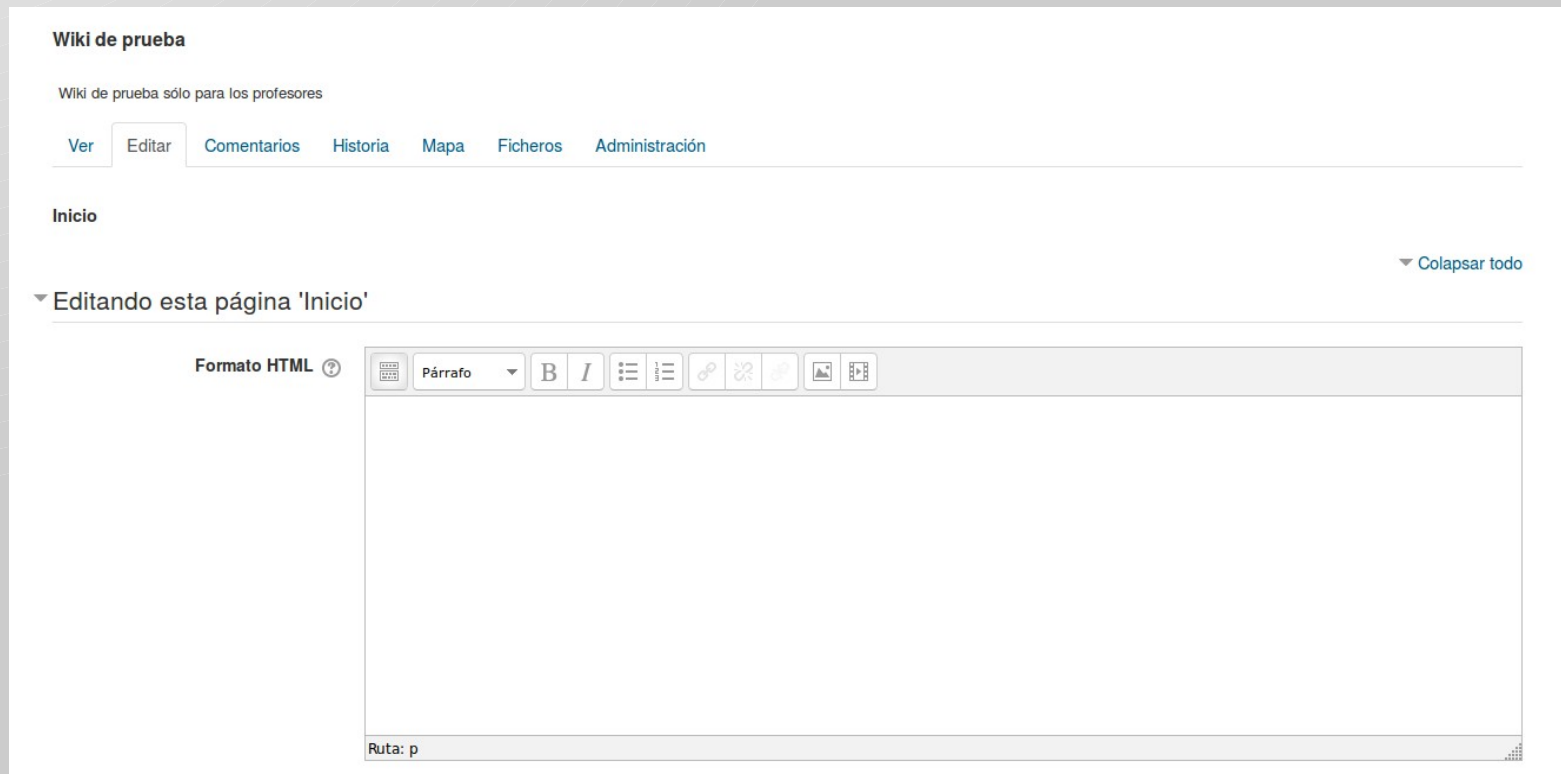 Wiki de prueba
Wiki de prueba sólo para los profesores
Ver Editar Comentarios Historia Mapa Ficheros Administración
Inicio
Colapsar todo
Editando esta página 'Inicio'
Formato HTML
Párrafo B I
Ruta: p